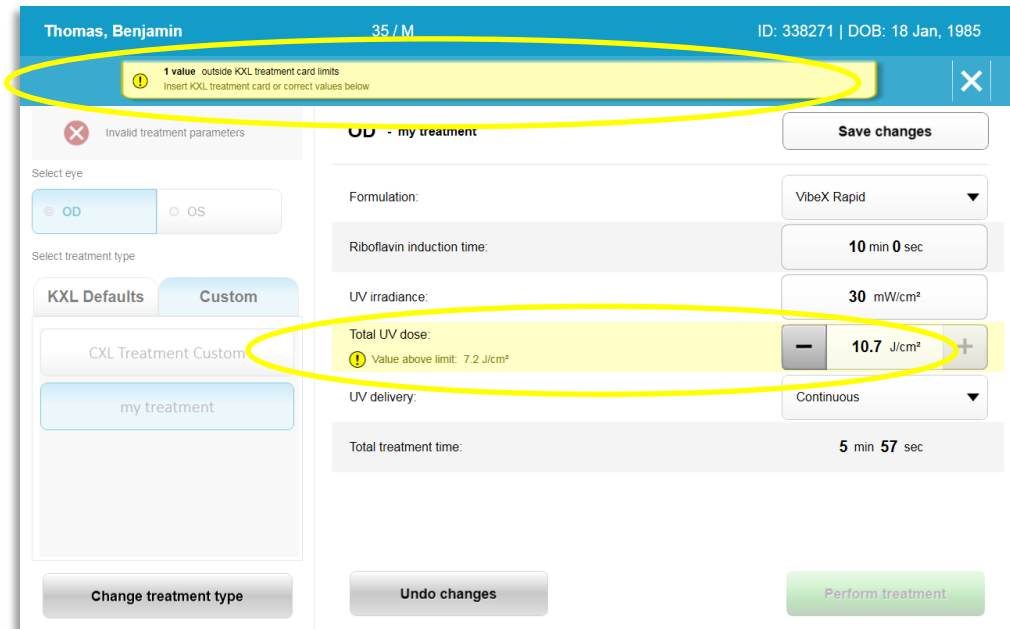 Thomas, Benjamin 35 / M ID: 338271 | DOB: 18 Jan, 1985
1 value outside KXL treatment card limits
Insert KXL treatment card or correct values below
Invalid treatment parameters
OD - my treatment
Save changes
Select eye
OD
OS
Select treatment type
KXL Defaults
Custom
CXL Treatment Custom
my treatment
Change treatment type
Formulation: VibeX Rapid
Riboflavin induction time: 10 min 0 sec
UV irradiance: 30 mW/cm²
Total UV dose: 10.7 J/cm²
Value above limit: 7.2 J/cm²
UV delivery: Continuous
Total treatment time: 5 min 57 sec
Undo changes
Perform treatment